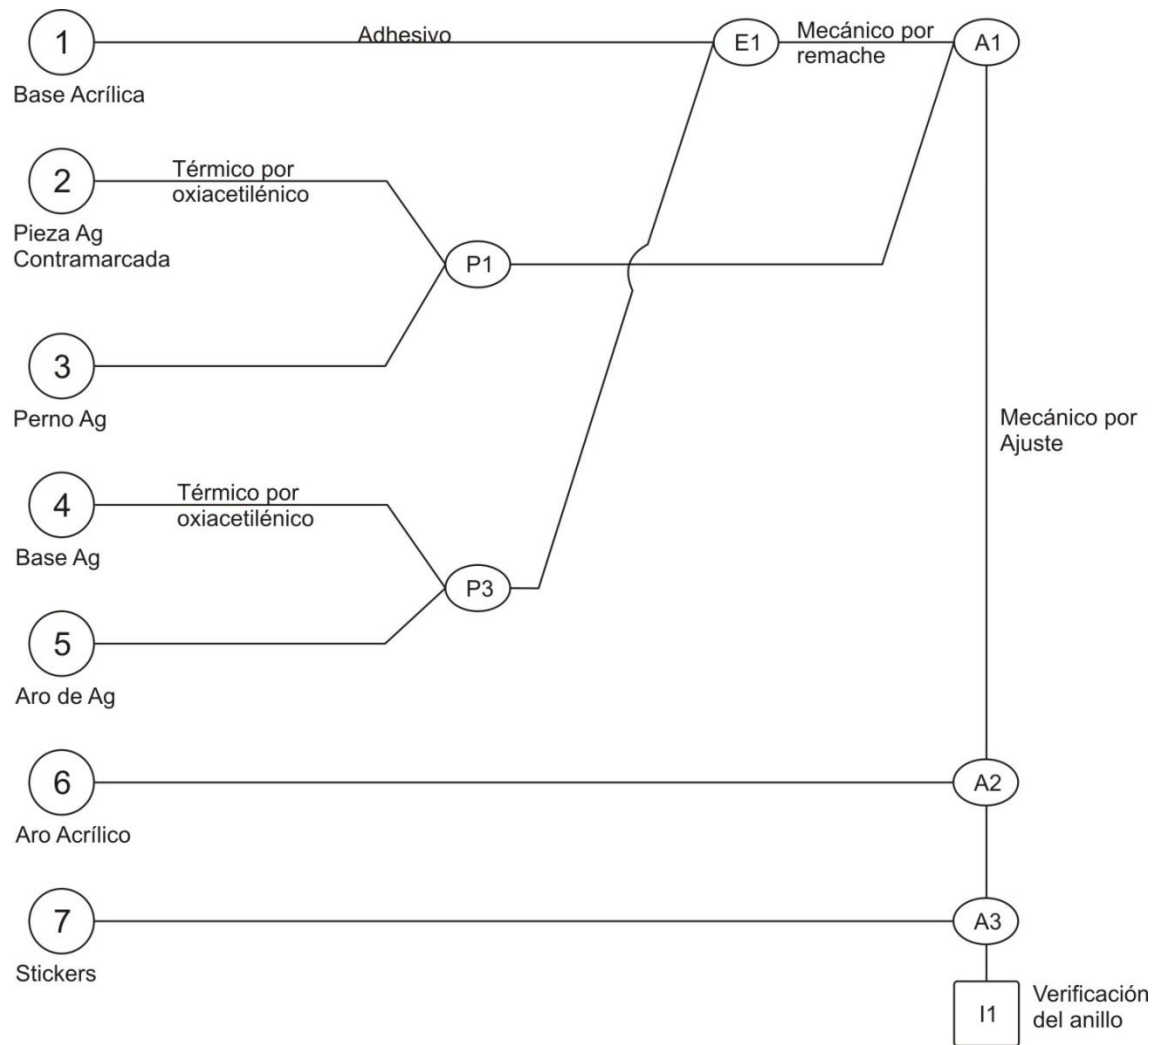 1
Adhesivo
E1
Mecánico por
remache
A1
Base Acrílica
2
Térmico por
oxiacetilénico
Pieza Ag
Contramarcada
P1
3
Perno Ag
Mecánico por
Ajuste
4
Térmico por
oxiacetilénico
Base Ag
P3
5
Aro de Ag
6
A2
Aro Acrílico
7
A3
Stickers
I1
Verificación
del anillo